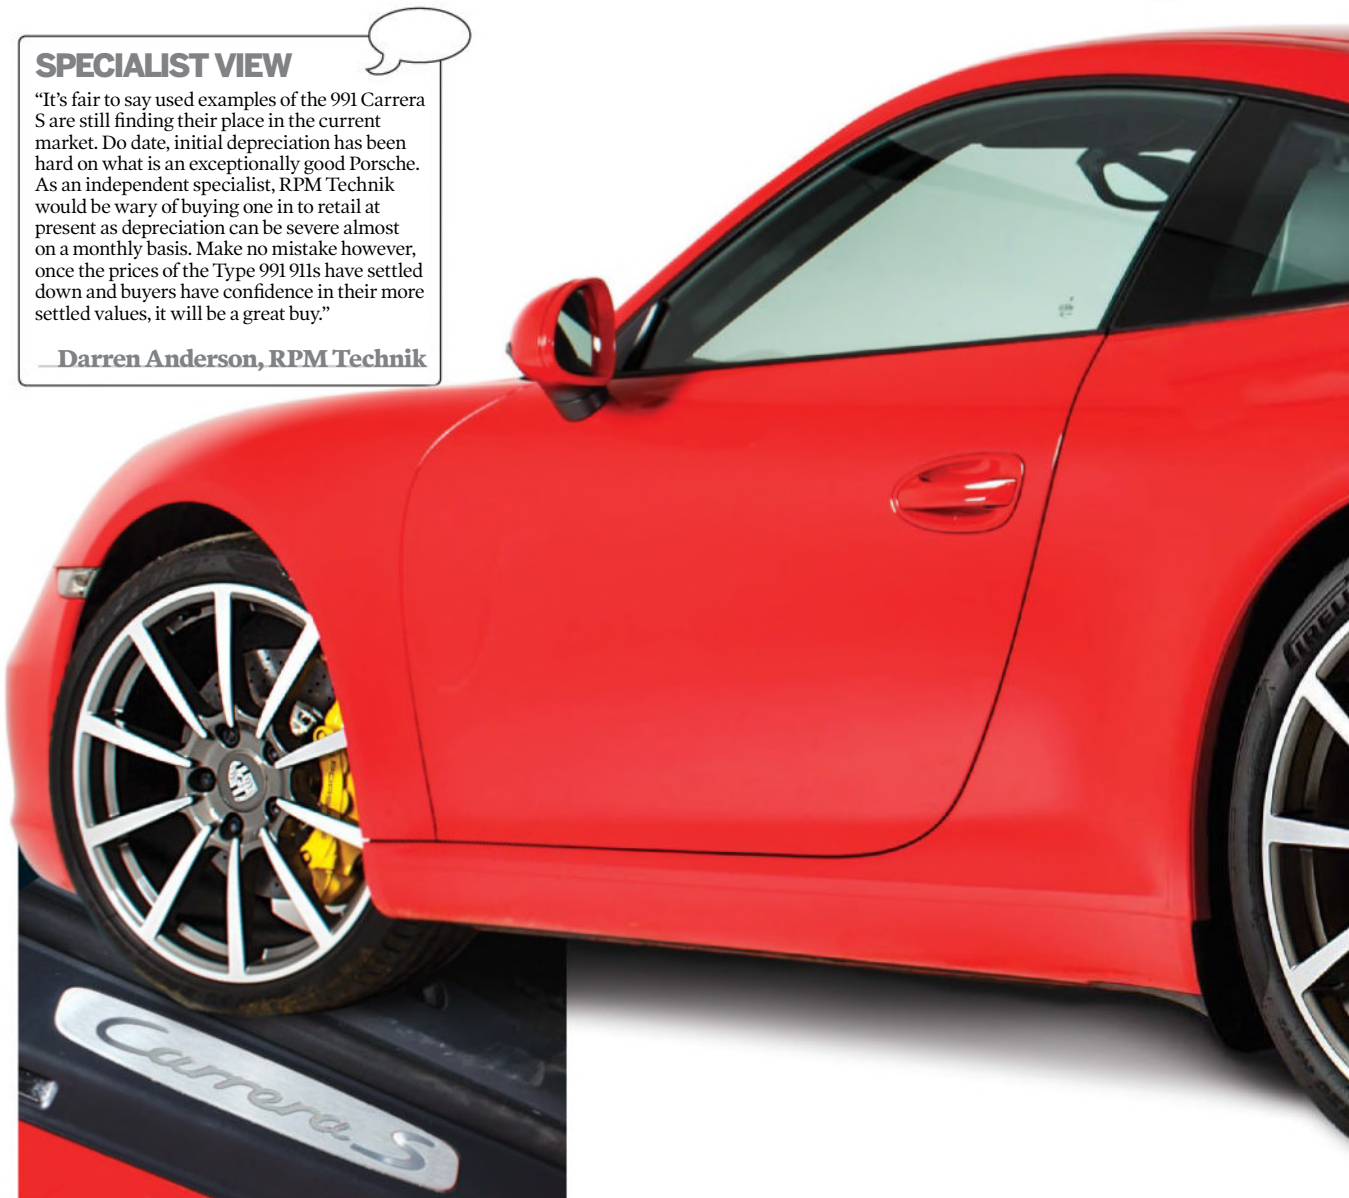 SPECIALIST VIEW
“It’s fair to say used examples of the 991 Carrera
S are still finding their place in the current
market. Do date, initial depreciation has been
hard on what is an exceptionally good Porsche.
As an independent specialist, RPM Technik
would be wary of buying one in to retail at
present as depreciation can be severe almost
on a monthly basis. Make no mistake however,
once the prices of the Type 991 911s have settled
down and buyers have confidence in their more
settled values, it will be a great buy.”
Darren Anderson, RPM Technik
Carrera S